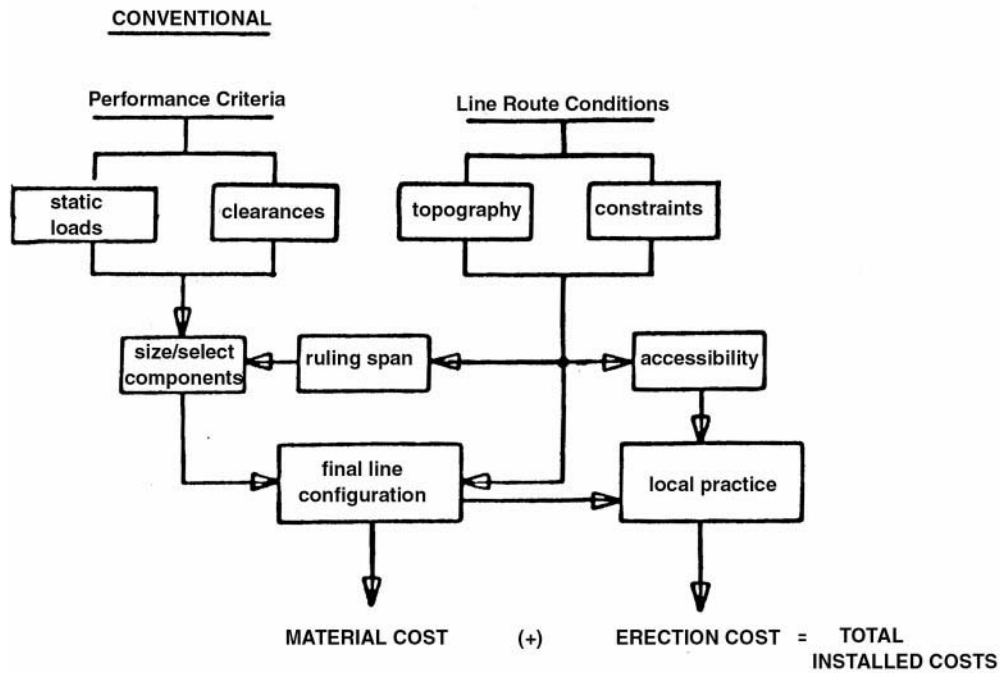 CONVENTIONAL
Performance Criteria
Line Route Conditions
static
loads
clearances
topography
constraints
size/select
components
ruling span
accessibility
final line
configuration
local practice
MATERIAL COST (+) ERECTION COST = TOTAL
INSTALLED COSTS